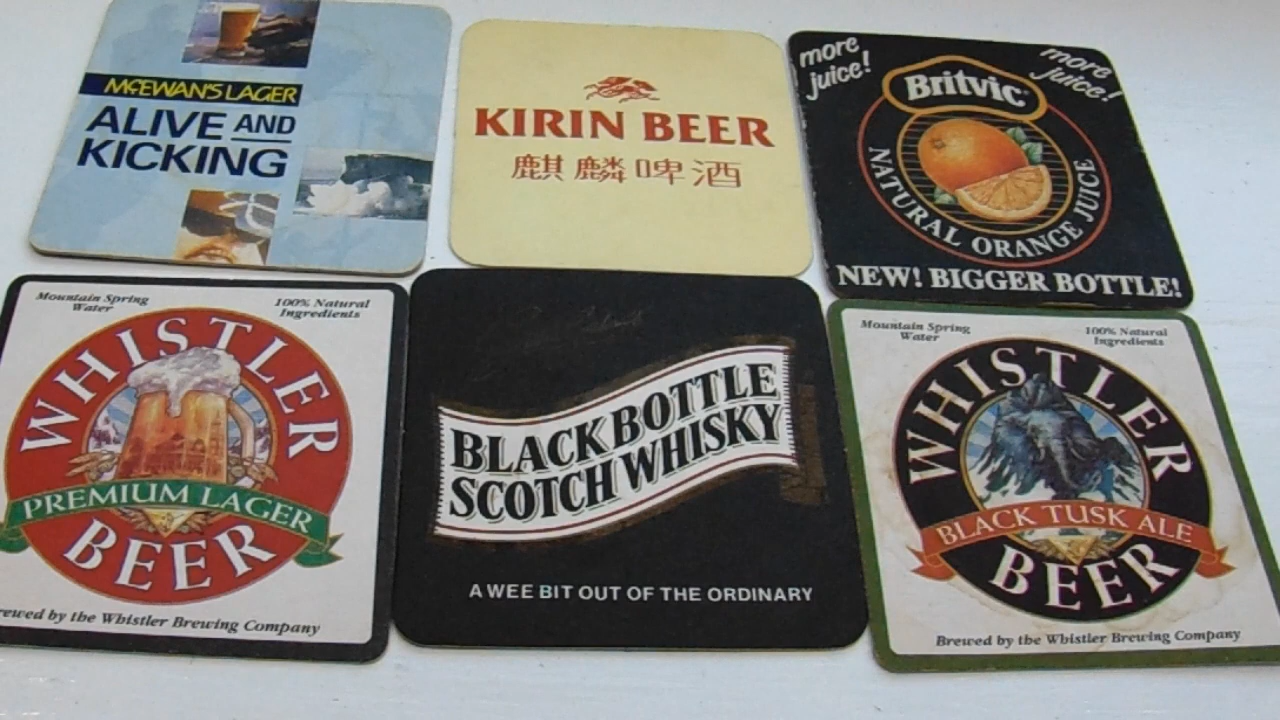 McEWAN'S LAGER
ALIVE AND
KICKING
KIRIN BEER
麒麟啤酒
more
juice!
more
juice!
Britvic
NATURAL ORANGE JUICE
NEW! BIGGER BOTTLE!
Mountain Spring
Water
100% Natural
Ingredients
WHISTLER
PREMIUM LAGER
BEER
Brewed by the Whistler Brewing Company
BLACK BOTTLE
SCOTCH WHISKY
A WEE BIT OUT OF THE ORDINARY
Mountain Spring
Water
100% Natural
Ingredients
WHISTLER
BLACK TUSK ALE
BEER
Brewed by the Whistler Brewing Company